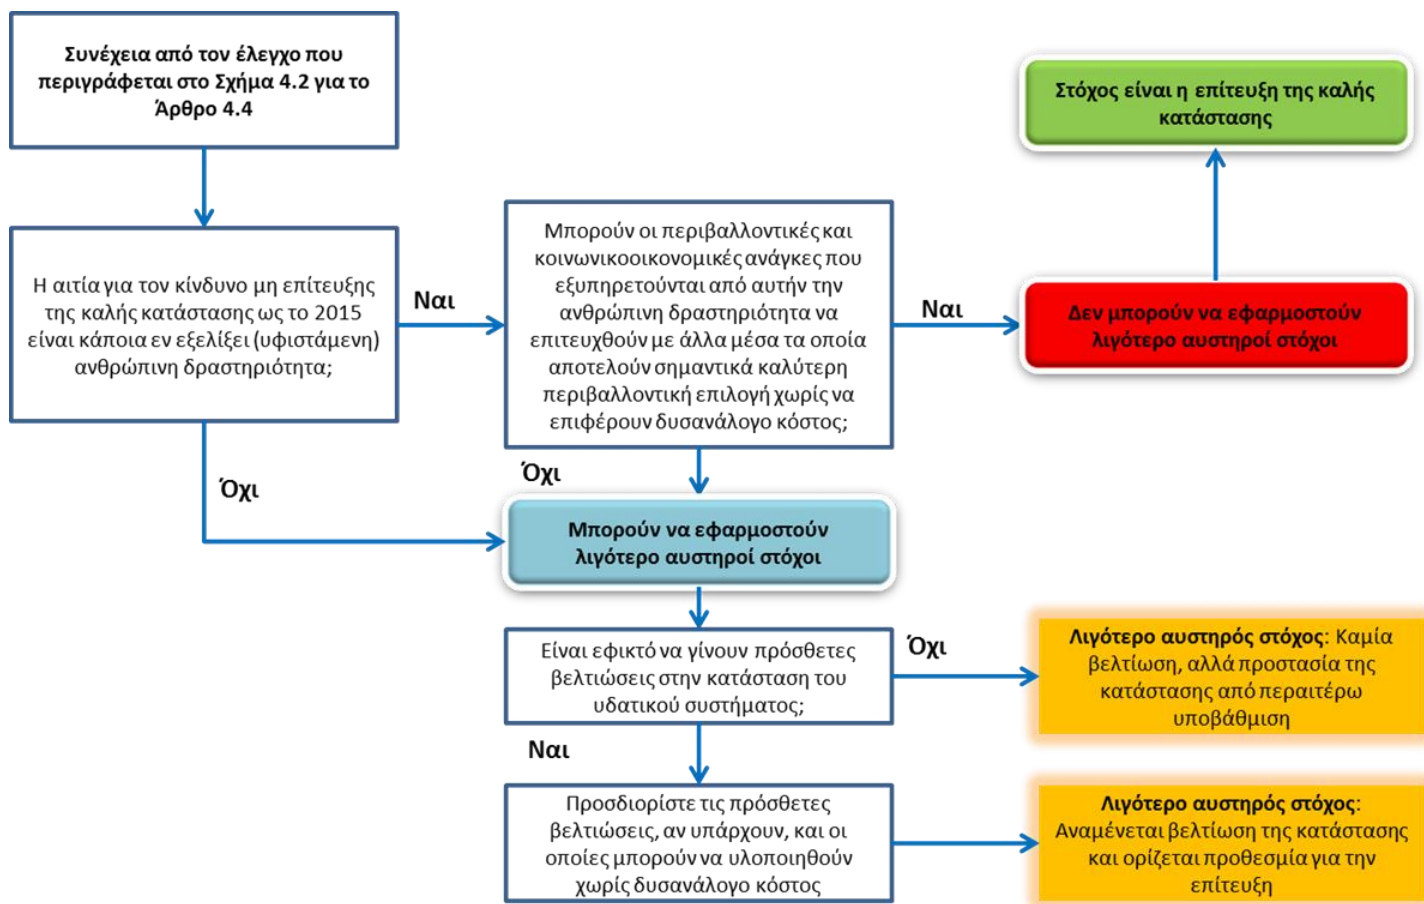 Συνέχεια από τον έλεγχο που
περιγράφεται στο Σχήμα 4.2 για το
Άρθρο 4.4
Στόχος είναι η επίτευξη της καλής
κατάστασης
Η αιτία για τον κίνδυνο μη επίτευξης
της καλής κατάστασης ως το 2015
είναι κάποια εν εξελίξει (υφιστάμενη)
ανθρώπινη δραστηριότητα;
Ναι
Μπορούν οι περιβαλλοντικές και
κοινωνικοοικονομικές ανάγκες που
εξυπηρετούνται από αυτήν την
ανθρώπινη δραστηριότητα να
επιτευχθούν με άλλα μέσα τα οποία
αποτελούν σημαντικά καλύτερη
περιβαλλοντική επιλογή χωρίς να
επιφέρουν δυσανάλογο κόστος;
Ναι
Δεν μπορούν να εφαρμοστούν
λιγότερο αυστηροί στόχοι
Όχι
Όχι
Μπορούν να εφαρμοστούν
λιγότερο αυστηροί στόχοι
Είναι εφικτό να γίνουν πρόσθετες
βελτιώσεις στην κατάσταση του
υδατικού συστήματος;
Όχι
Λιγότερο αυστηρός στόχος: Καμία
βελτίωση, αλλά προστασία της
κατάστασης από περαιτέρω
υποβάθμιση
Ναι
Προσδιορίστε τις πρόσθετες
βελτιώσεις, αν υπάρχουν, και οι
οποίες μπορούν να υλοποιηθούν
χωρίς δυσανάλογο κόστος
Λιγότερο αυστηρός στόχος:
Αναμένεται βελτίωση της κατάστασης
και ορίζεται προθεσμία για την
επίτευξη